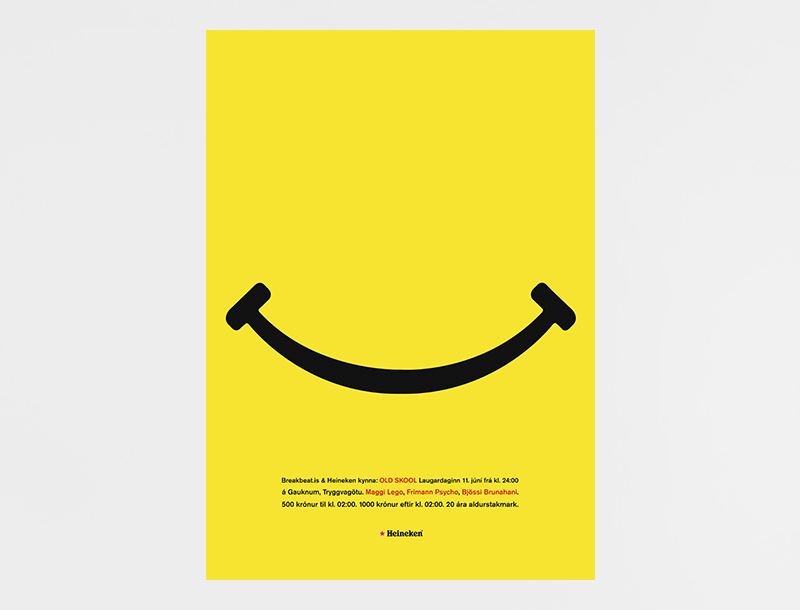 Breakbeat.is & Heineken kynna: OLD SKOOL Laugardaginn 11. júní frá kl. 24:00
á Gauknum, Tryggvagötu. Maggi Lego, Frímann Psycho, Bjössi Brunahani.
500 krónur til kl. 02:00. 1000 krónur eftir kl. 02:00. 20 ára aldurstakmark.
★ Heineken